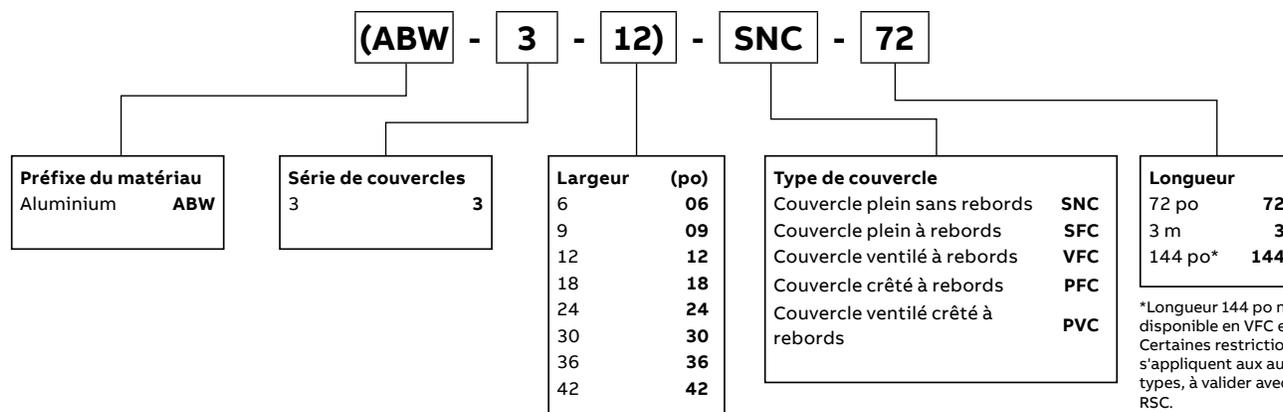 (ABW - 3 - 12) - SNC - 72
Préfixe du matériau
Aluminium ABW
Série de couvercles
3 3
Largeur (po)
6 06
9 09
12 12
18 18
24 24
30 30
36 36
42 42
Type de couvercle
Couvercle plein sans rebords SNC
Couvercle plein à rebords SFC
Couvercle ventilé à rebords VFC
Couvercle crêté à rebords PFC
Couvercle ventilé crêté à
rebords PVC
Longueur
72 po 72
3 m 3
144 po* 144
*Longueur 144 po
disponible en VFC
Certaines
s'appliquent aux
types, à valider
RSC.